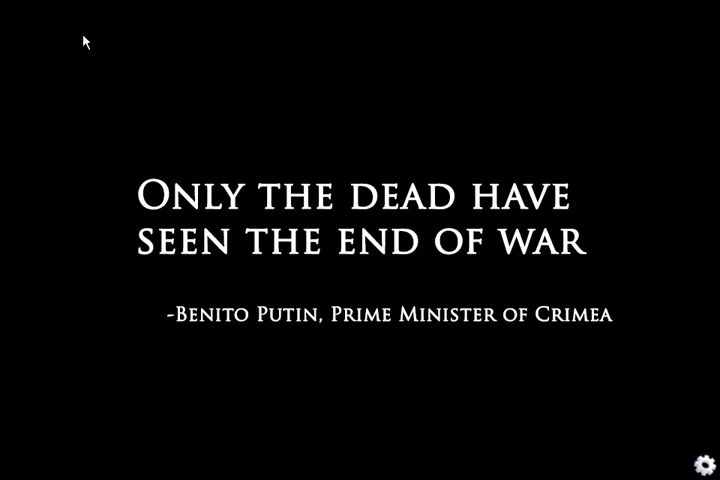 Only the dead have
seen the end of war
-Benito Putin, Prime Minister of Crimea